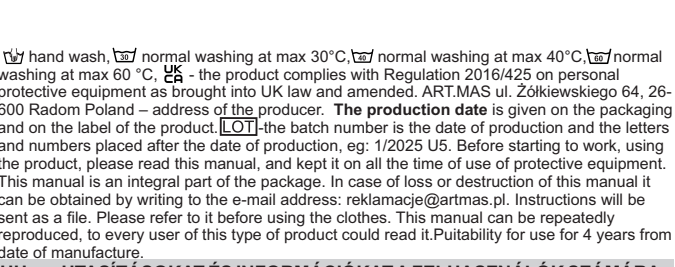 hand wash, 30 normal washing at max 30°C, 40 normal washing at max 40°C, 60 normal
washing at max 60 °C, UK CA - the product complies with Regulation 2016/425 on personal
protective equipment as brought into UK law and amended. ART.MAS ul. Żółkiewskiego 64, 26-
600 Radom Poland – address of the producer. The production date is given on the packaging
and on the label of the product. LOT -the batch number is the date of production and the letters
and numbers placed after the date of production, eg: 1/2025 U5. Before starting to work, using
the product, please read this manual, and kept it on all the time of use of protective equipment.
This manual is an integral part of the package. In case of loss or destruction of this manual it
can be obtained by writing to the e-mail address: reklamacje@artmas.pl. Instructions will be
sent as a file. Please refer to it before using the clothes. This manual can be repeatedly
reproduced, to every user of this type of product could read it.Puitability for use for 4 years from
date of manufacture.